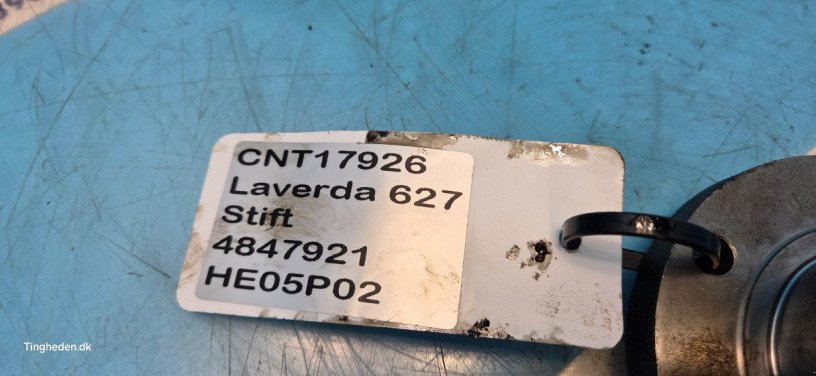 CNT17926
Laverda 627
Stift
4847921
HE05P02
Tingheden.dk